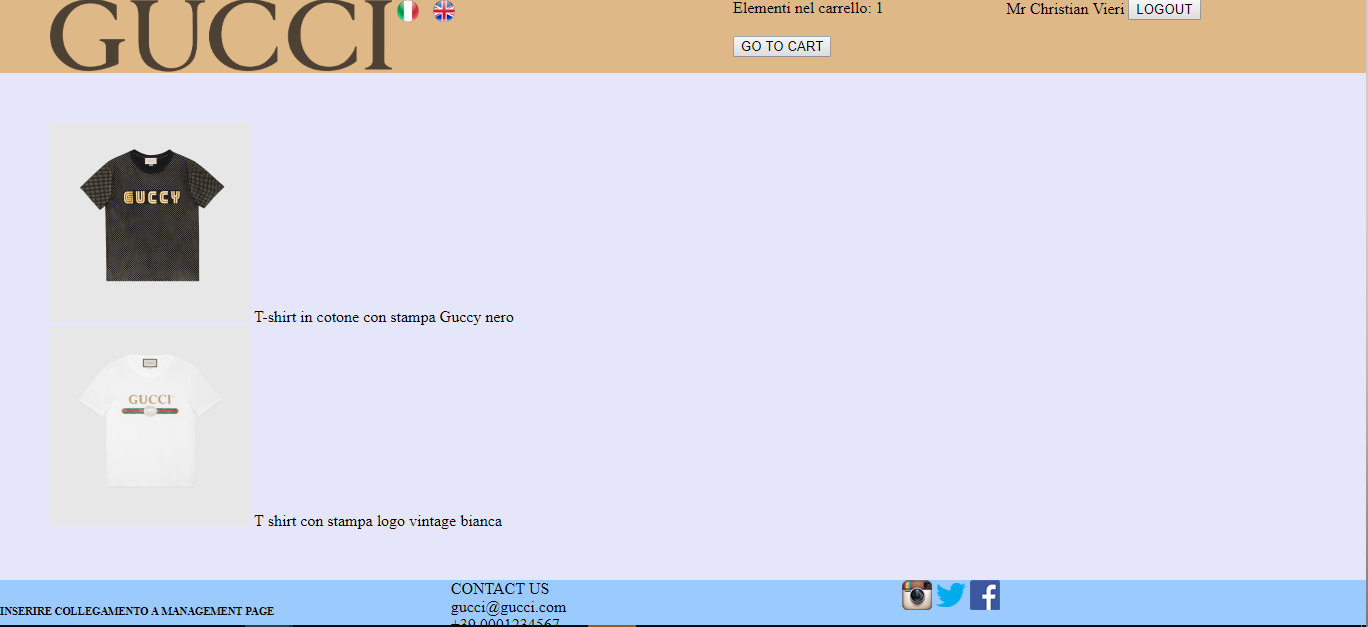 GUCCI
Elementi nel carrello: 1
Mr Christian Vieri LOGOUT
GO TO CART
GUCCY
T-shirt in cotone con stampa Guccy nero
GUCCI
T shirt con stampa logo vintage bianca
CONTACT US
INSERIRE COLLEGAMENTO A MANAGEMENT PAGE
gucci@gucci.com
+39 0001234567